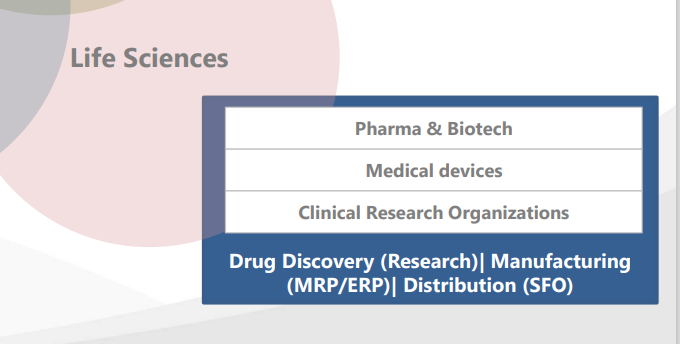 Life Sciences
Pharma & Biotech
Medical devices
Clinical Research Organizations
Drug Discovery (Research)| Manufacturing
(MRP/ERP)| Distribution (SFO)